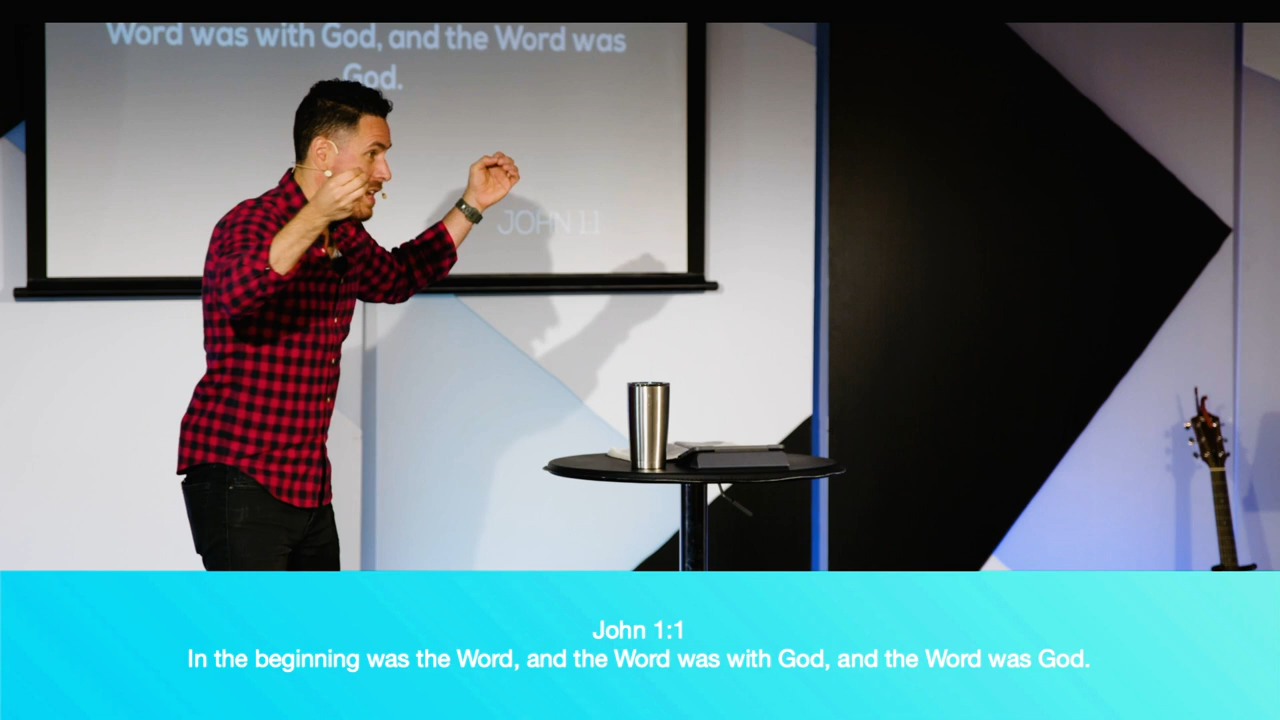 Word was with God, and the Word was
God.
JOHN 1:1
John 1:1
In the beginning was the Word, and the Word was with God, and the Word was God.